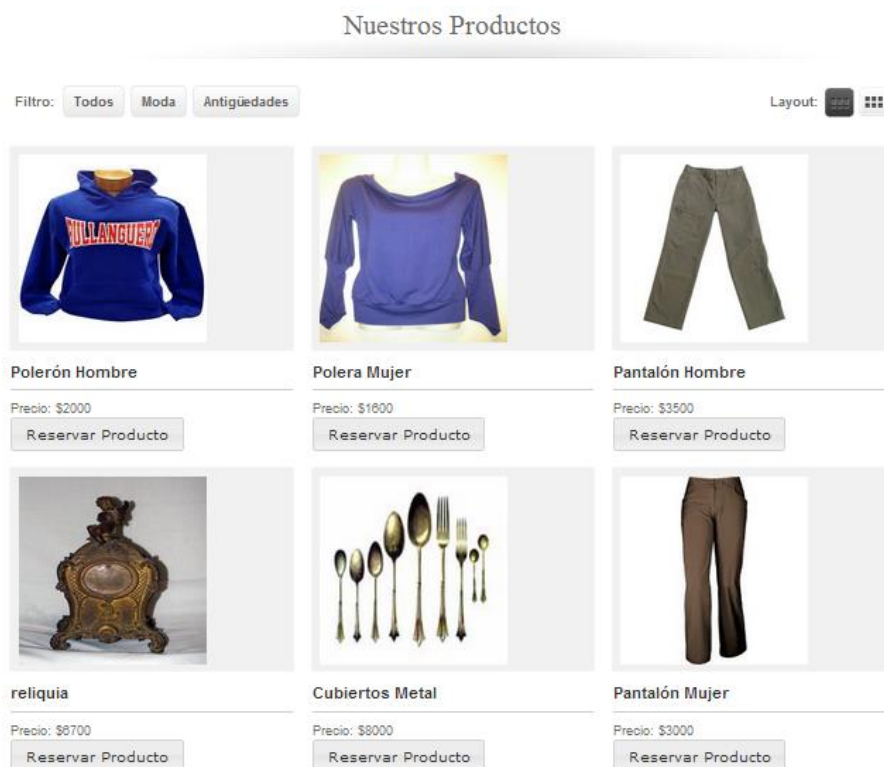 Nuestros Productos
Filtro: Todos Moda Antigüedades Layout:
BULLANGUERO
Polerón Hombre Polera Mujer Pantalón Hombre
Precio: $2000 Precio: $1600 Precio: $3500
Reservar Producto Reservar Producto Reservar Producto
reliquia Cubiertos Metal Pantalón Mujer
Precio: $6700 Precio: $8000 Precio: $3000
Reservar Producto Reservar Producto Reservar Producto